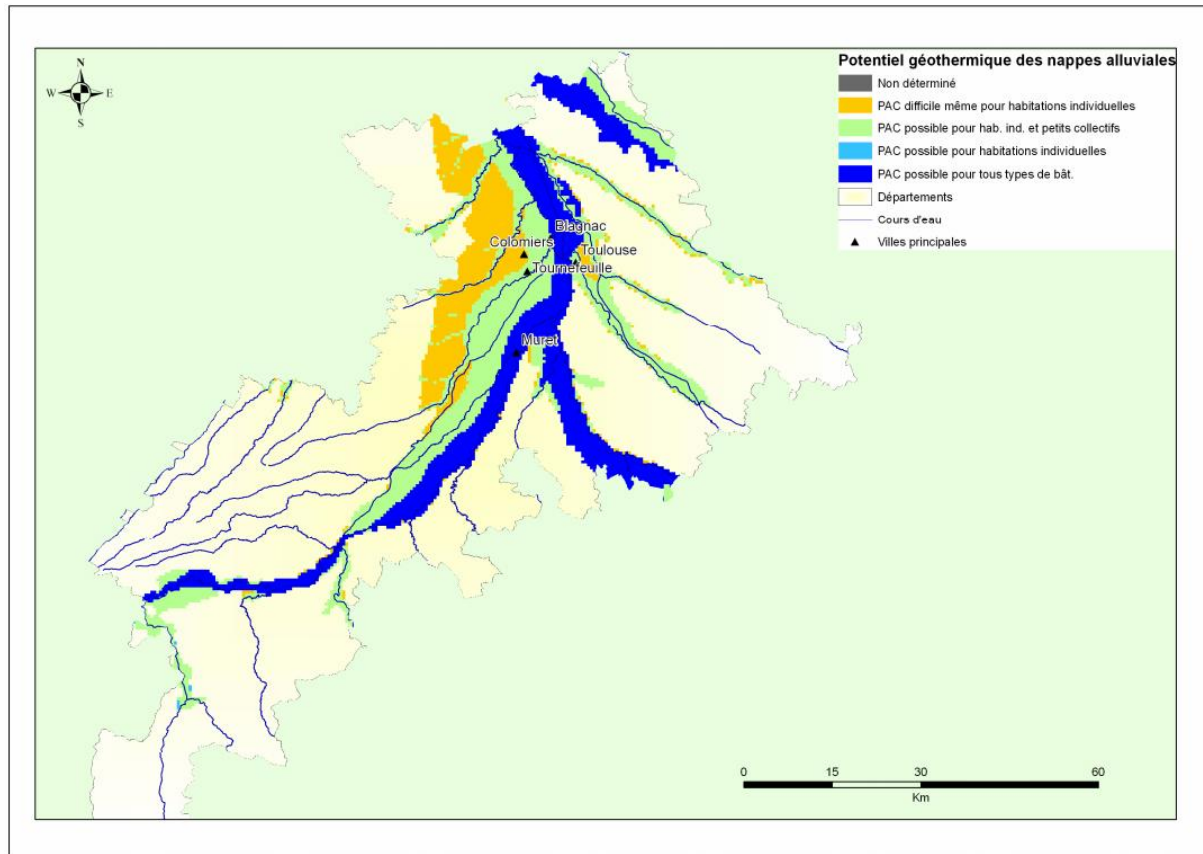 Potentiel géothermique des nappes alluviales
Non déterminé
PAC difficile même pour habitations individuelles
PAC possible pour hab. ind. et petits collectifs
PAC possible pour habitations individuelles
PAC possible pour tous types de bât.
Départements
Cours d'eau
Villes principales
N
W E
S
Blagnac
Colomiers
Toulouse
Tournefeuille
Muret
0 15 30 60
Km